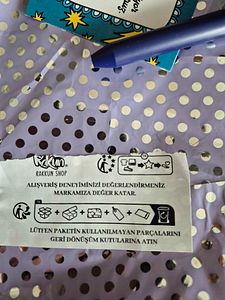 Rakkun
RAKKUN SHOP
ALIŞVERİŞ DENEYİMİNİZİ DEĞERLENDİRMENİZ
MARKAMIZA DEĞER KATAR.
LÜTFEN PAKETİN KULLANILMAYAN PARÇALARINI
GERİ DÖNÜŞÜM KUTULARINA ATIN